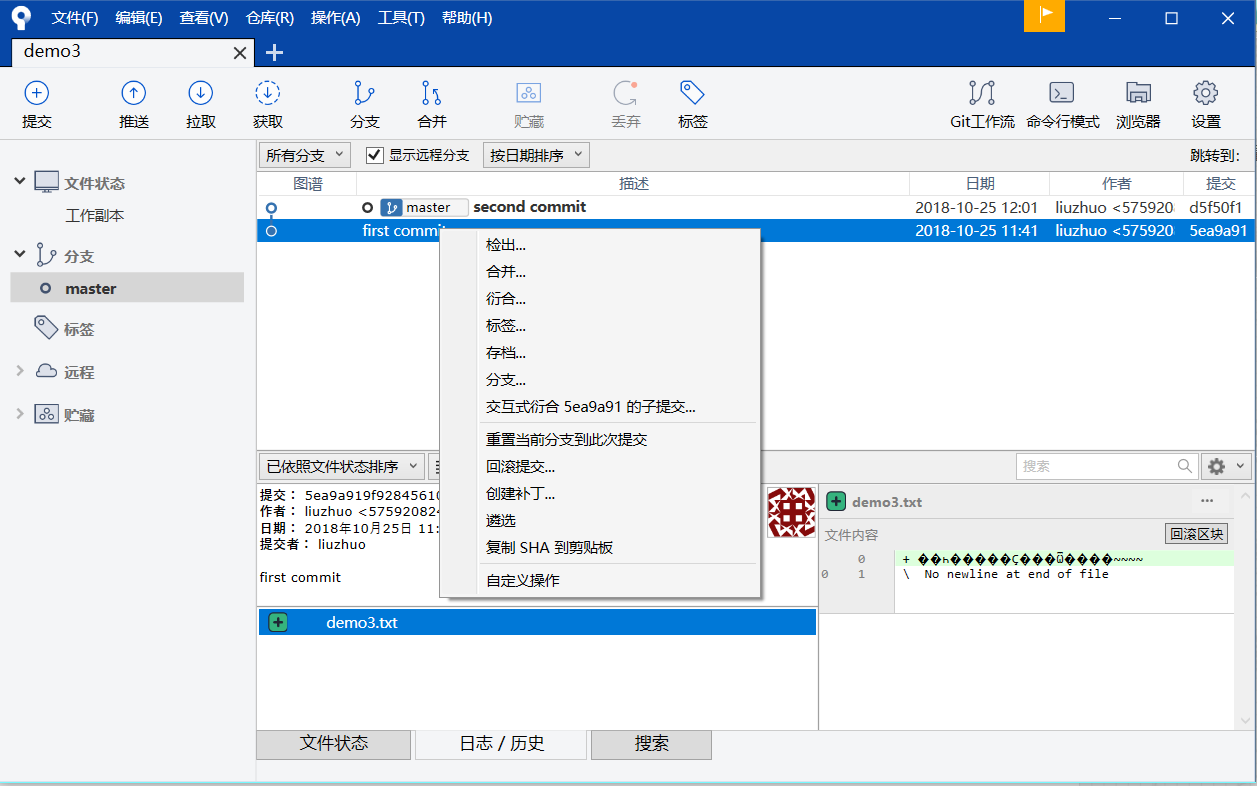 文件(F) 编辑(E) 查看(V) 仓库(R) 操作(A) 工具(T) 帮助(H)
demo3
提交 推送 拉取 获取 分支 合并 贮藏 丢弃 标签 Git工作流 命令行模式 浏览器 设置
所有分支 显示远程分支 按日期排序 跳转到:
图谱 描述 日期 作者 提交
master second commit 2018-10-25 12:01 liuzhuo <575920 d5f50f1
first commit 2018-10-25 11:41 liuzhuo <575920 5ea9a91
文件状态
工作副本
分支
master
标签
远程
贮藏
检出...
合并...
衍合...
标签...
存档...
分支...
交互式衍合 5ea9a91 的子提交...
重置当前分支到此次提交
回滚提交...
创建补丁...
遴选
复制 SHA 到剪贴板
自定义操作
已依照文件状态排序 搜索
提交: 5ea9a919f92845610
作者: liuzhuo <575920824
日期: 2018年10月25日 11:
提交者: liuzhuo
first commit
demo3.txt
demo3.txt
文件内容 回滚区块
0 +
0 1 \ No newline at end of file
文件状态 日志 / 历史 搜索